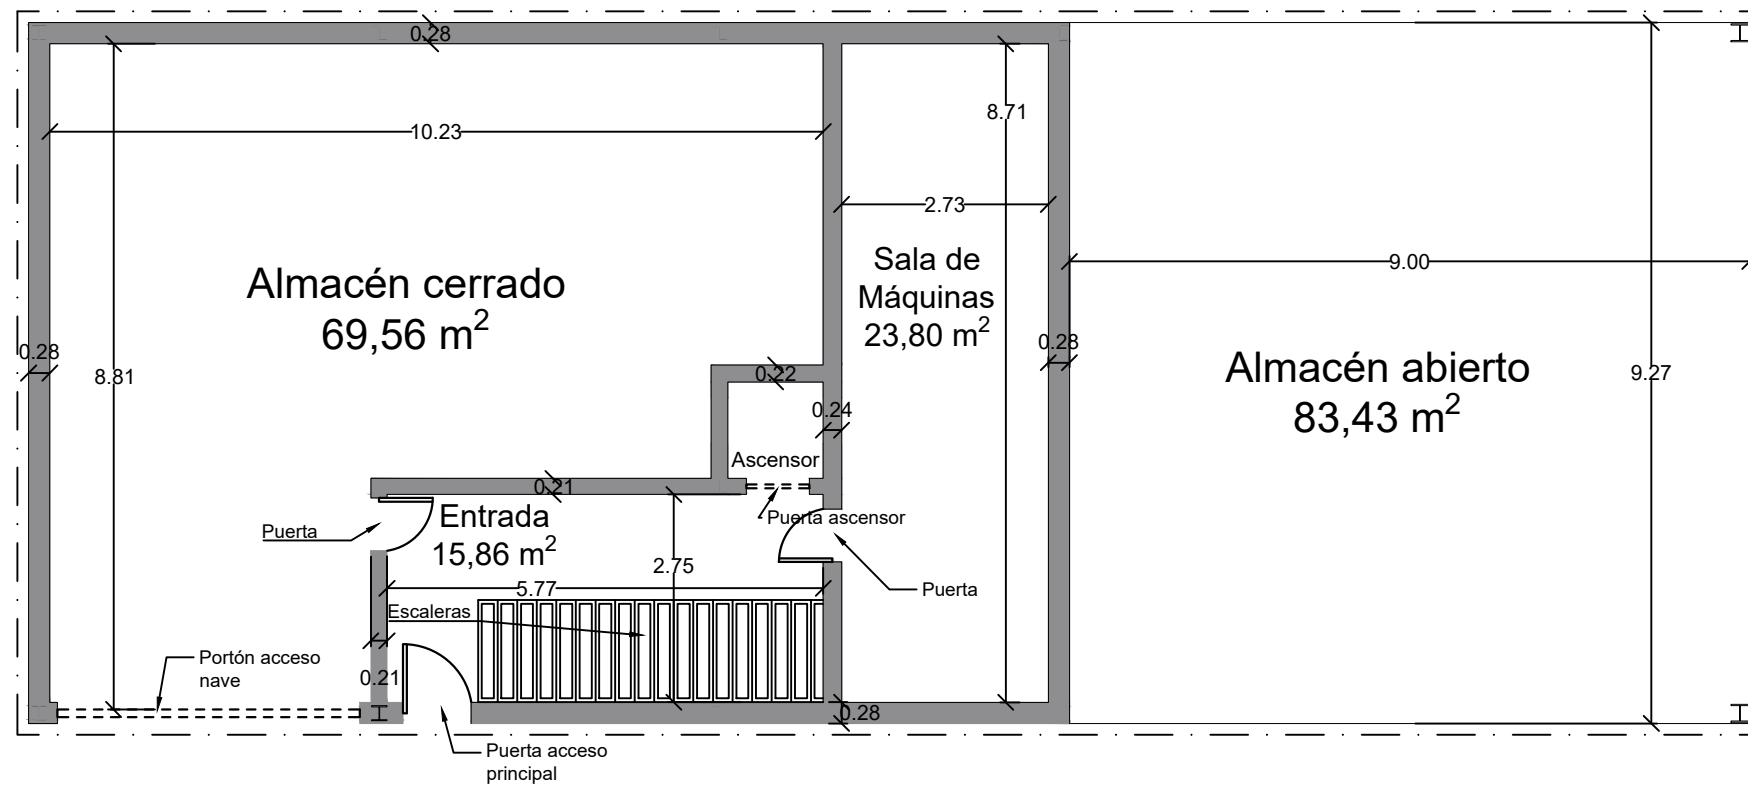 0.28
8.71
10.23
2.73
Almacén cerrado
69,56 m²
Sala de
Máquinas
23,80 m²
9.00
0.28
8.81
0.28
0.22
Almacén abierto
83,43 m²
9.27
0.24
Ascensor
0.21
Entrada
15,86 m²
Puerta
Puerta ascensor
2.75
5.77
Puerta
Escaleras
Portón acceso
nave
0.21
0.28
Puerta acceso
principal